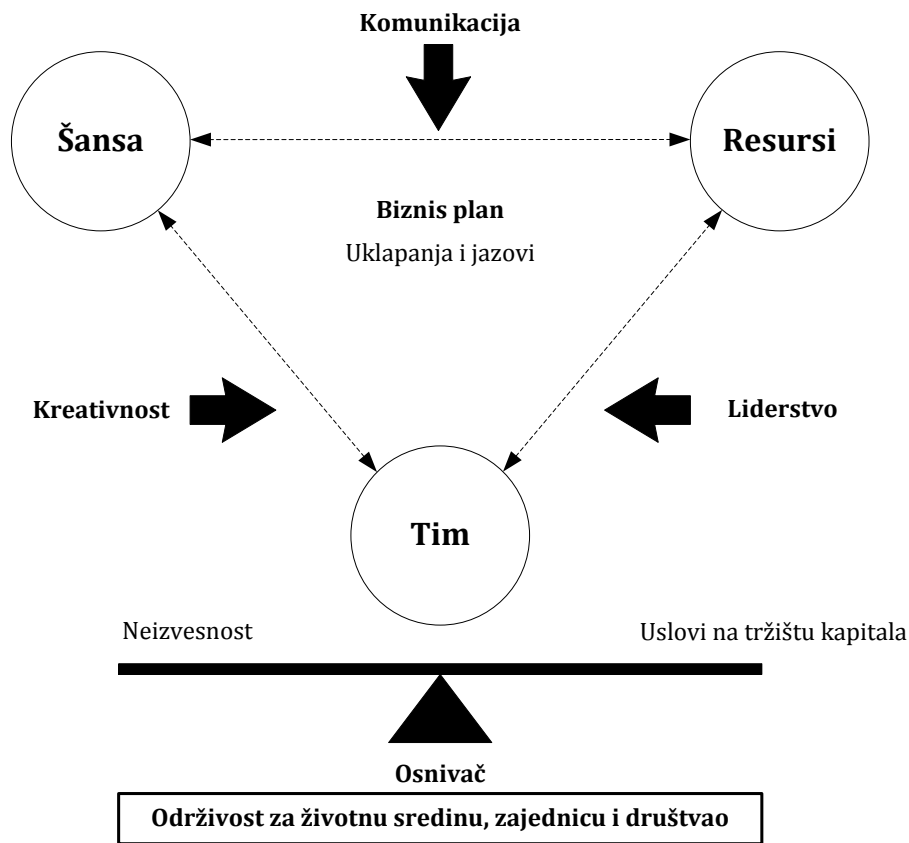 Komunikacija
Šansa
Resursi
Biznis plan
Uklapanja i jazovi
Kreativnost
Liderstvo
Tim
Neizvesnost
Uslovi na tržištu kapitala
Osnivač
Održivost za životnu sredinu, zajednicu i društvao